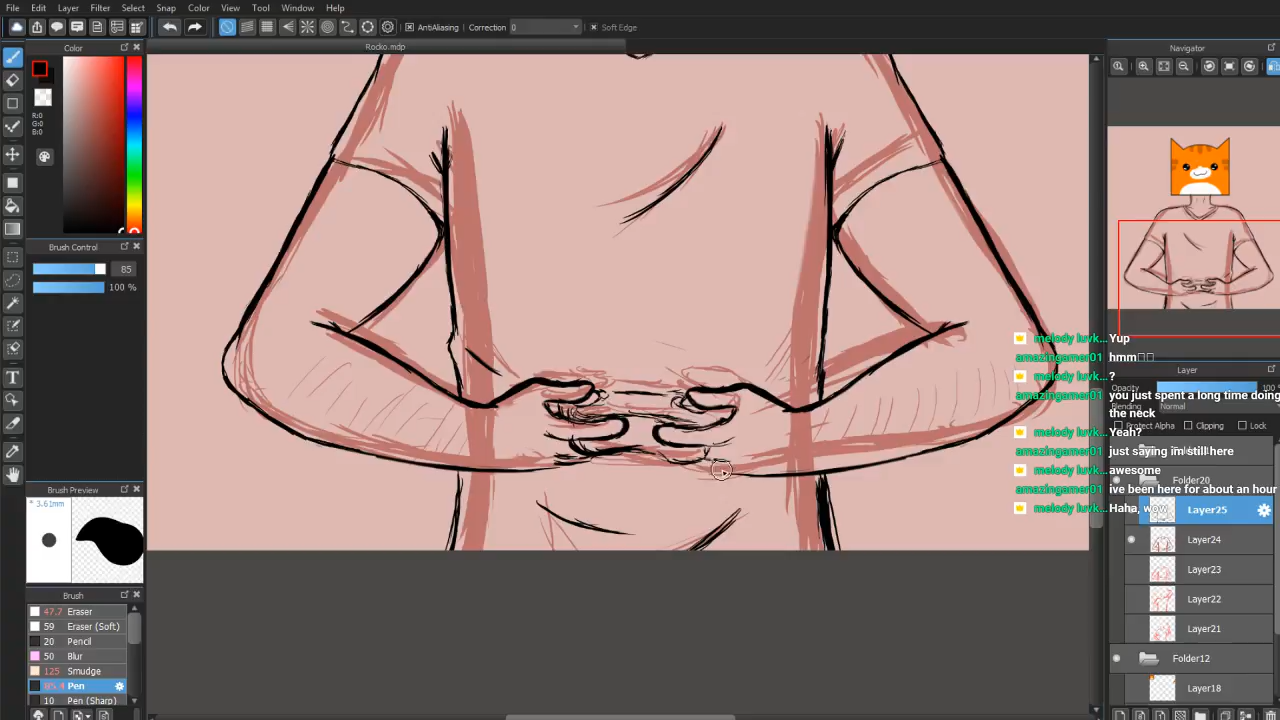 File Edit Layer Filter Select Snap Color View Tool Window Help
AntiAliasing Correction 0 Soft Edge
Rocko.mdp
Color
R:0
G:0
B:0
Brush Control
85
100 %
Brush Preview
* 3.61mm
Brush
47.7 Eraser
59 Eraser (Soft)
20 Pencil
50 Blur
125 Smudge
85.4 Pen
10 Pen (Sharp)
Navigator
melody luvk... Yup
amazingamer01 hmm
melody luvk... ?
amazingamer01 you just spent a long time doing
the neck
melody luvk... Yeah?
amazingamer01 just saying im still here
melody luvk... awesome
amazingamer01 ive been here for about an hour
melody luvk... Haha, wow
Layer
Opacity 100 %
Blending Normal
Protect Alpha Clipping Lock
Folder20
Layer25
Layer24
Layer23
Layer22
Layer21
Folder12
Layer18